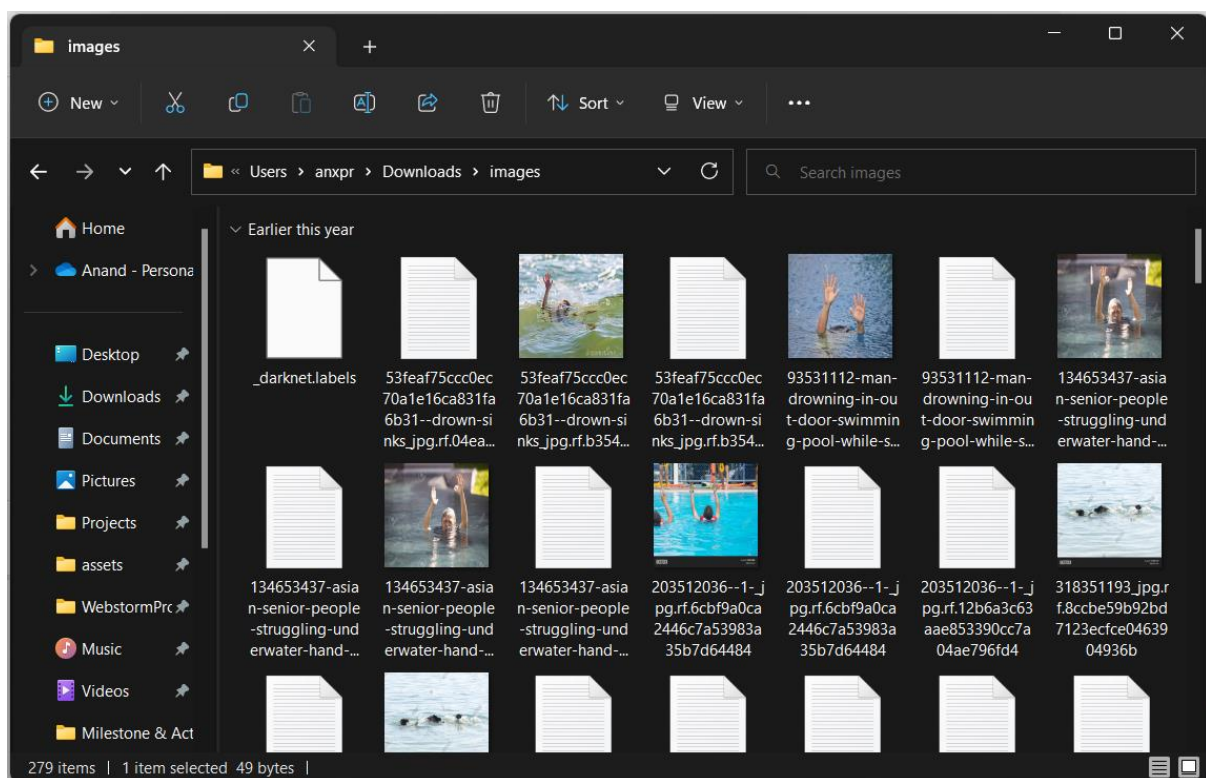 images
New
Sort
View
Users
anxpr
Downloads
images
Search images
Home
Anand - Persona
Desktop
Downloads
Documents
Pictures
Projects
assets
WebstormPrc
Music
Videos
Milestone & Act
Earlier this year
_darknet.labels
53feaf75ccc0ec
70a1e16ca831fa
6b31--drown-si
nks_jpg.rf.04ea...
53feaf75ccc0ec
70a1e16ca831fa
6b31--drown-si
nks_jpg.rf.b354...
53feaf75ccc0ec
70a1e16ca831fa
6b31--drown-si
nks_jpg.rf.b354...
93531112-man-
drowning-in-ou
t-door-swimmin
g-pool-while-s...
93531112-man-
drowning-in-ou
t-door-swimmin
g-pool-while-s...
134653437-asia
n-senior-people
-struggling-und
erwater-hand-...
134653437-asia
n-senior-people
-struggling-und
erwater-hand-...
134653437-asia
n-senior-people
-struggling-und
erwater-hand-...
134653437-asia
n-senior-people
-struggling-und
erwater-hand-...
203512036--1-_j
pg.rf.6cbf9a0ca
2446c7a53983a
35b7d64484
203512036--1-_j
pg.rf.6cbf9a0ca
2446c7a53983a
35b7d64484
203512036--1-_j
pg.rf.12b6a3c63
aae853390cc7a
04ae796fd4
318351193_jpg.r
f.8ccbe59b92bd
7123ecfce04639
04936b
279 items
1 item selected 49 bytes